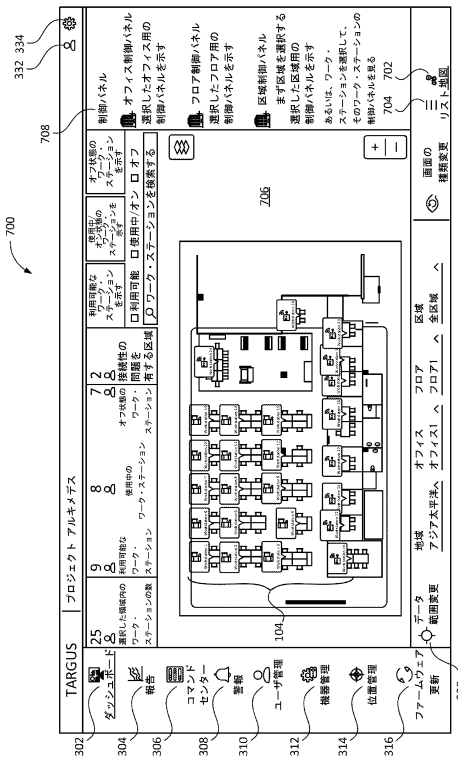 700
TARGUS
プロジェクト アルキメデス
334
332
302
ダッシュボード
304
報告
306
コマンド
センター
308
警報
310
ユーザ管理
312
機器管理
314
位置管理
316
ファームウェア
更新
25
選択した領域内の
ワーク・
ステーションの数
9
利用可能な
ワーク・
ステーション
8
使用中の
ワーク・ステーション
7
オフ状態の
ワーク・
ステーション
2
接続性の
問題を
有する区域
利用可能な
ワーク・
ステーション
を示す
使用中/
オン状態の
ワーク・
ステーションを
示す
オフ状態の
ワーク・
ステーション
を示す
利用可能
使用中/オン
オフ
ワーク・ステーションを検索する
708
制御パネル
オフィス制御パネル
選択したオフィス用の
制御パネルを示す
フロア制御パネル
選択したフロア用の
制御パネルを示す
区域制御パネル
まず区域を選択する
選択した区域用の
制御パネルを示す
あるいは、ワーク・
ステーションを選択して、
そのワーク・ステーションの
制御パネルを見る
104
706
+
データ
範囲変更
地域
アジア太平洋
オフィス
オフィス1
フロア
フロア1
区域
全区域
画面の
種類変更
704
リスト
702
地図